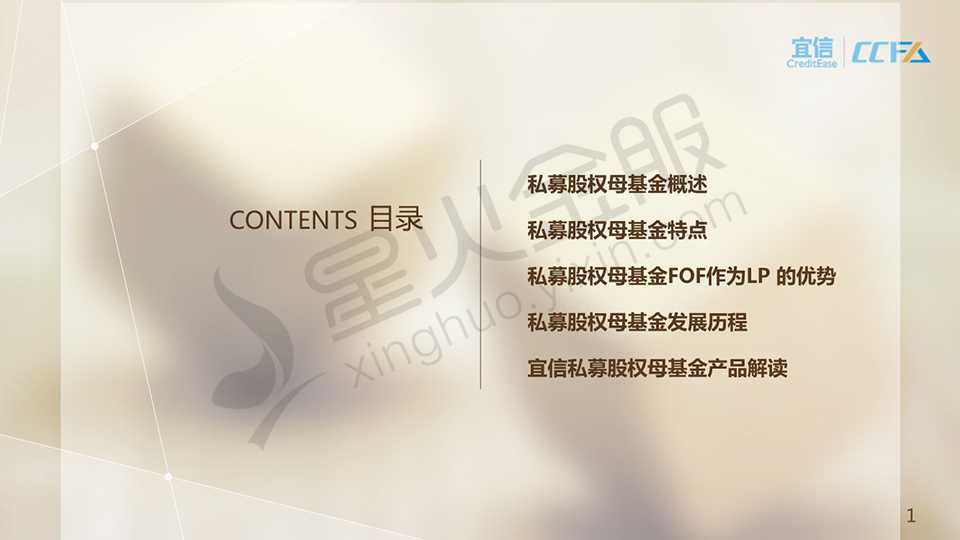 宜信
CreditEase
CCFA
CONTENTS 目录
私募股权母基金概述
私募股权母基金特点
私募股权母基金FOF作为LP 的优势
私募股权母基金发展历程
宜信私募股权母基金产品解读
星火金服
xinghuo.yixin.com
1